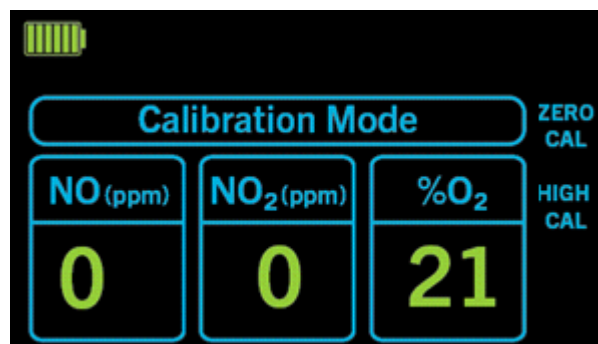 Calibration Mode
ZERO
CAL
NO (ppm) NO₂ (ppm) %O₂
HIGH
CAL
0 0 21